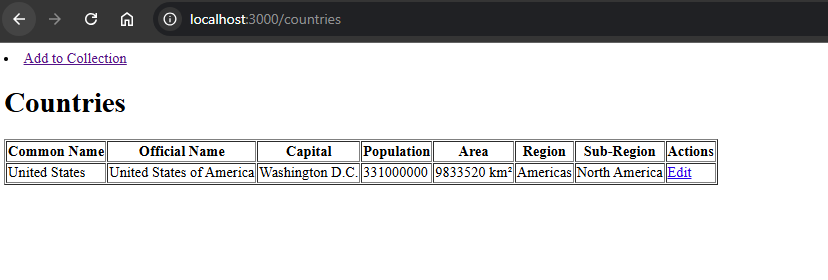 localhost:3000/countries
Add to Collection
Countries
Common Name Official Name Capital Population Area Region Sub-Region Actions
United States United States of America Washington D.C. 331000000 9833520 km² Americas North America Edit